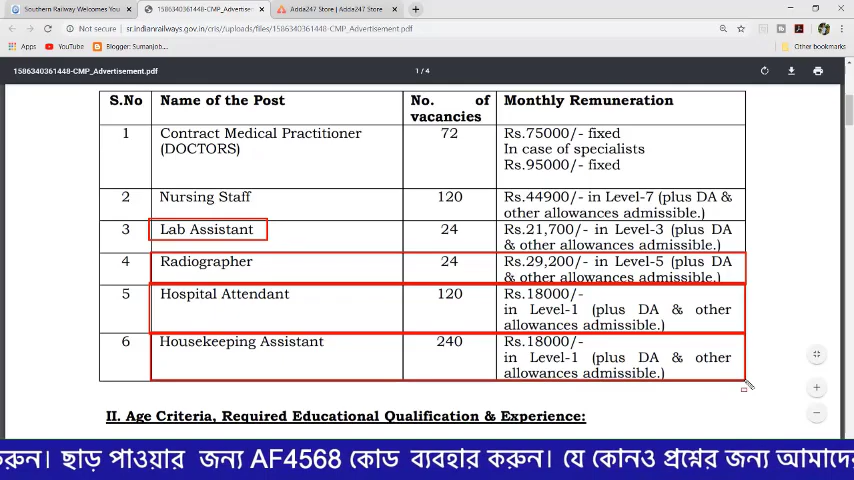 Southern Railway Welcomes You
1586340361448-CMP_Advertisem
Adda247 Store | Adda247 Store
Not secure
sr.indianrailways.gov.in/cris//uploads/files/1586340361448-CMP_Advertisement.pdf
Apps
YouTube
Blogger: Sumanjob...
Other bookmarks
1586340361448-CMP_Advertisement.pdf
1 / 4
S.No Name of the Post No. of vacancies Monthly Remuneration
1 Contract Medical Practitioner 72 Rs.75000/- fixed
(DOCTORS) In case of specialists
Rs.95000/- fixed
2 Nursing Staff 120 Rs.44900/- in Level-7 (plus DA &
other allowances admissible.)
3 Lab Assistant 24 Rs.21,700/- in Level-3 (plus DA
& other allowances admissible.)
4 Radiographer 24 Rs.29,200/- in Level-5 (plus DA
& other allowances admissible.)
5 Hospital Attendant 120 Rs.18000/-
in Level-1 (plus DA & other
allowances admissible.)
6 Housekeeping Assistant 240 Rs.18000/-
in Level-1 (plus DA & other
allowances admissible.)
II. Age Criteria, Required Educational Qualification & Experience:
করুন। ছাড় পাওয়ার জন্য AF4568 কোড ব্যবহার করুন। যে কোনও প্রশ্নের জন্য আমাদে